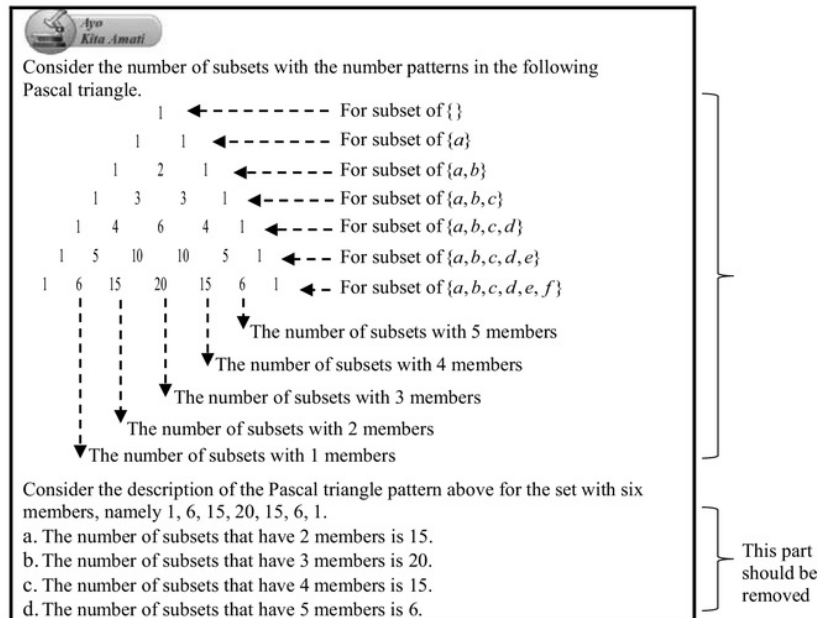 Ayo
Kita Amati
Consider the number of subsets with the number patterns in the following
Pascal triangle.
1 For subset of {}
1 1 For subset of {a}
1 2 1 For subset of {a,b}
1 3 3 1 For subset of {a,b,c}
1 4 6 4 1 For subset of {a,b,c,d}
1 5 10 10 5 1 For subset of {a,b,c,d,e}
1 6 15 20 15 6 1 For subset of {a,b,c,d,e,f}
The number of subsets with 5 members
The number of subsets with 4 members
The number of subsets with 3 members
The number of subsets with 2 members
The number of subsets with 1 members
Consider the description of the Pascal triangle pattern above for the set with six
members, namely 1, 6, 15, 20, 15, 6, 1.
a. The number of subsets that have 2 members is 15.
b. The number of subsets that have 3 members is 20.
c. The number of subsets that have 4 members is 15.
d. The number of subsets that have 5 members is 6.
This part
should be
removed